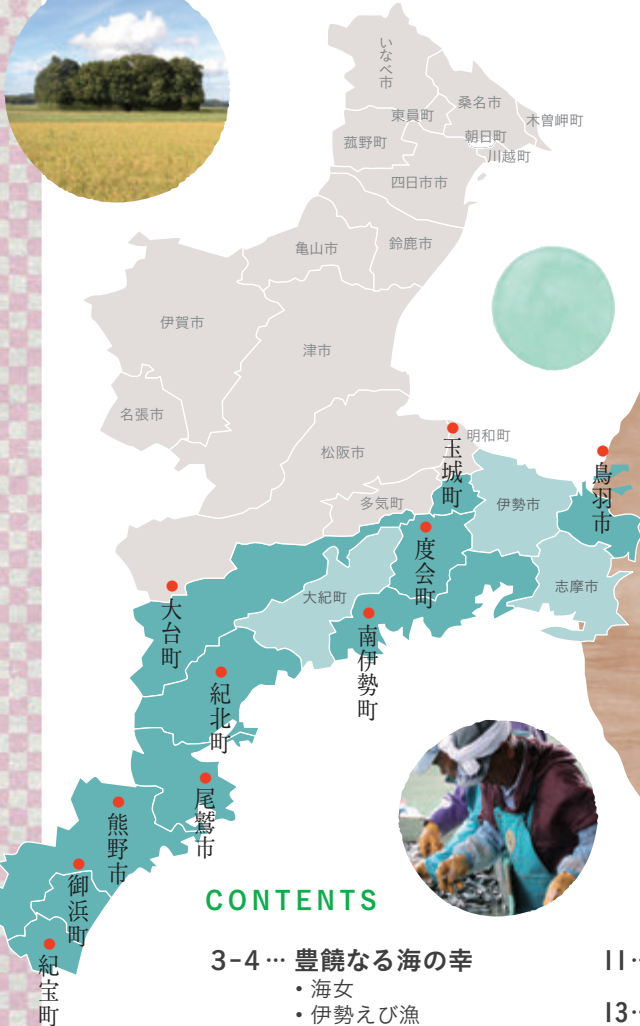 いなべ市
桑名市
東員町
木曽岬町
朝日町
菰野町
川越町
四日市市
鈴鹿市
亀山市
伊賀市
津市
名張市
明和町
玉城町
松阪市
鳥羽市
多気町
伊勢市
度会町
志摩市
大紀町
大台町
南伊勢町
紀北町
尾鷲市
熊野市
御浜町
紀宝町
CONTENTS
3-4… 豊饒なる海の幸
・海女
・伊勢えび漁
11…
13…